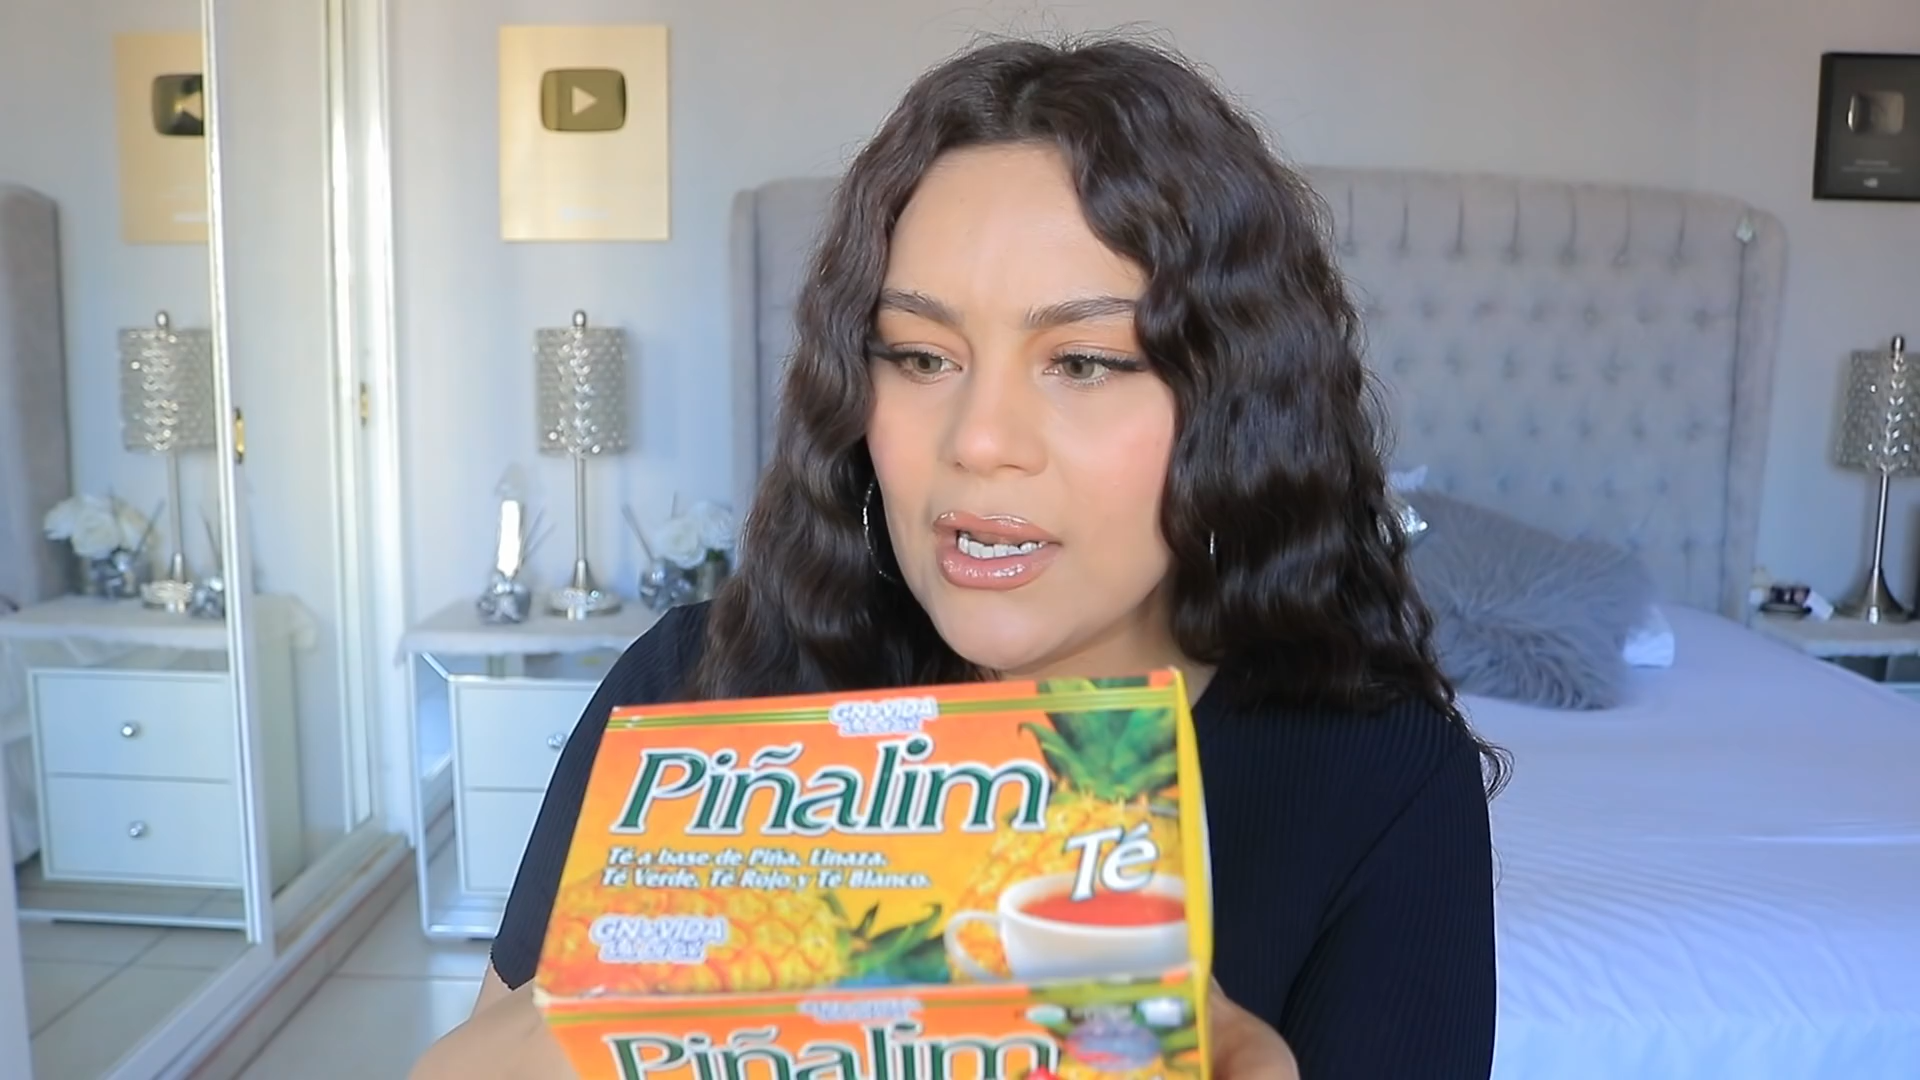 GN+VIDA
Piñalim
Té
Té a base de Piña, Linaza,
Té Verde, Té Rojo y Té Blanco.
GN+VIDA
Piñalim